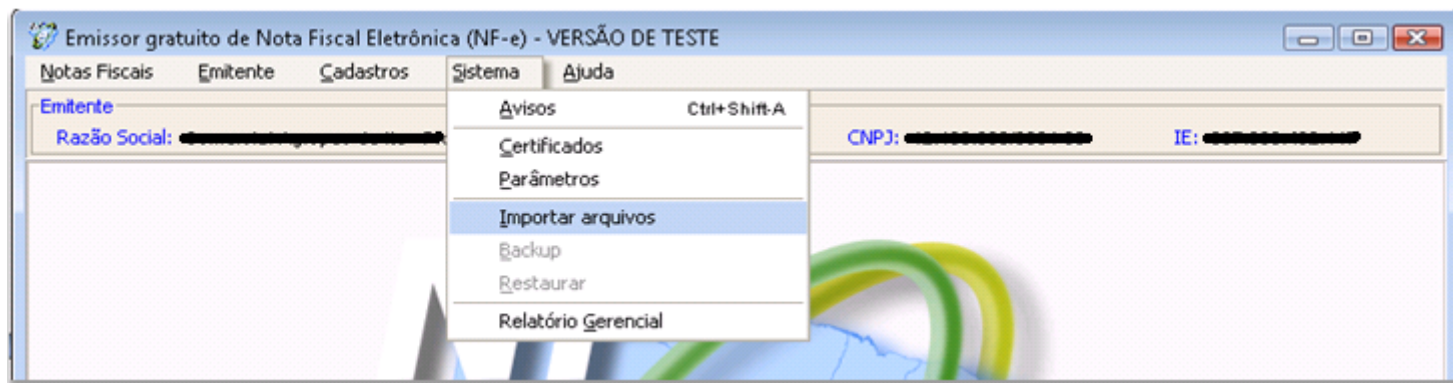 Emissor gratuito de Nota Fiscal Eletrônica (NF-e) - VERSÃO DE TESTE
Notas Fiscais Emitente Cadastros Sistema Ajuda
Emitente
Razão Social: CNPJ: IE:
Avisos Ctrl+Shift-A
Certificados
Parâmetros
Importar arquivos
Backup
Restaurar
Relatório Gerencial